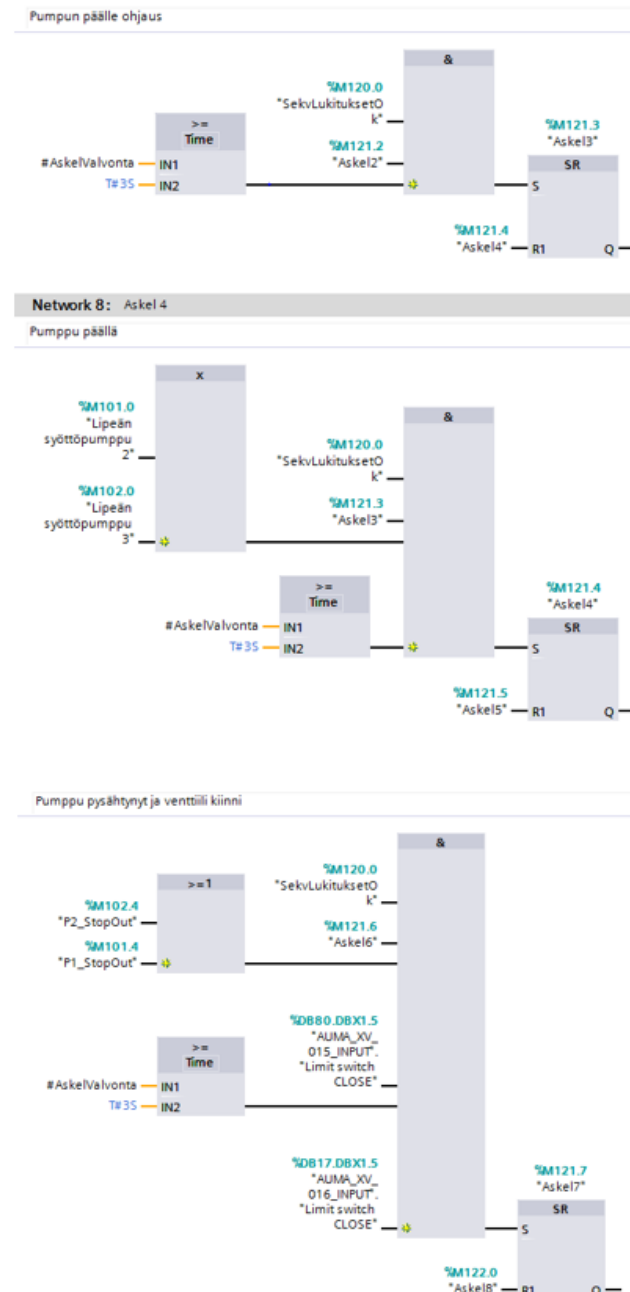 Pumpun päälle ohjaus
&
%M120.0
"SekvLukituksetO
k"
>=
Time
%M121.2
"Askel2"
%M121.3
"Askel3"
SR
#AskelValvonta
IN1
T#3S
IN2
S
%M121.4
"Askel4"
R1
Q
Network 8: Askel 4
Pumppu päällä
x
%M101.0
"Lipeän
syöttöpumppu
2"
&
%M120.0
"SekvLukituksetO
k"
%M102.0
"Lipeän
syöttöpumppu
3"
%M121.3
"Askel3"
>=
Time
%M121.4
"Askel4"
SR
#AskelValvonta
IN1
T#3S
IN2
S
%M121.5
"Askel5"
R1
Q
Pumppu pysähtynyt ja venttiili kiinni
&
%M120.0
"SekvLukituksetO
k"
>=1
%M102.4
"P2_StopOut"
%M121.6
"Askel6"
%M101.4
"P1_StopOut"
%DB80.DBX1.5
"AUMA_XV_
015_INPUT".
"Limit switch
CLOSE"
>=
Time
#AskelValvonta
IN1
T#3S
IN2
%DB17.DBX1.5
"AUMA_XV_
016_INPUT".
"Limit switch
CLOSE"
%M121.7
"Askel7"
SR
S
%M122.0
"Askel8"
R1
Q